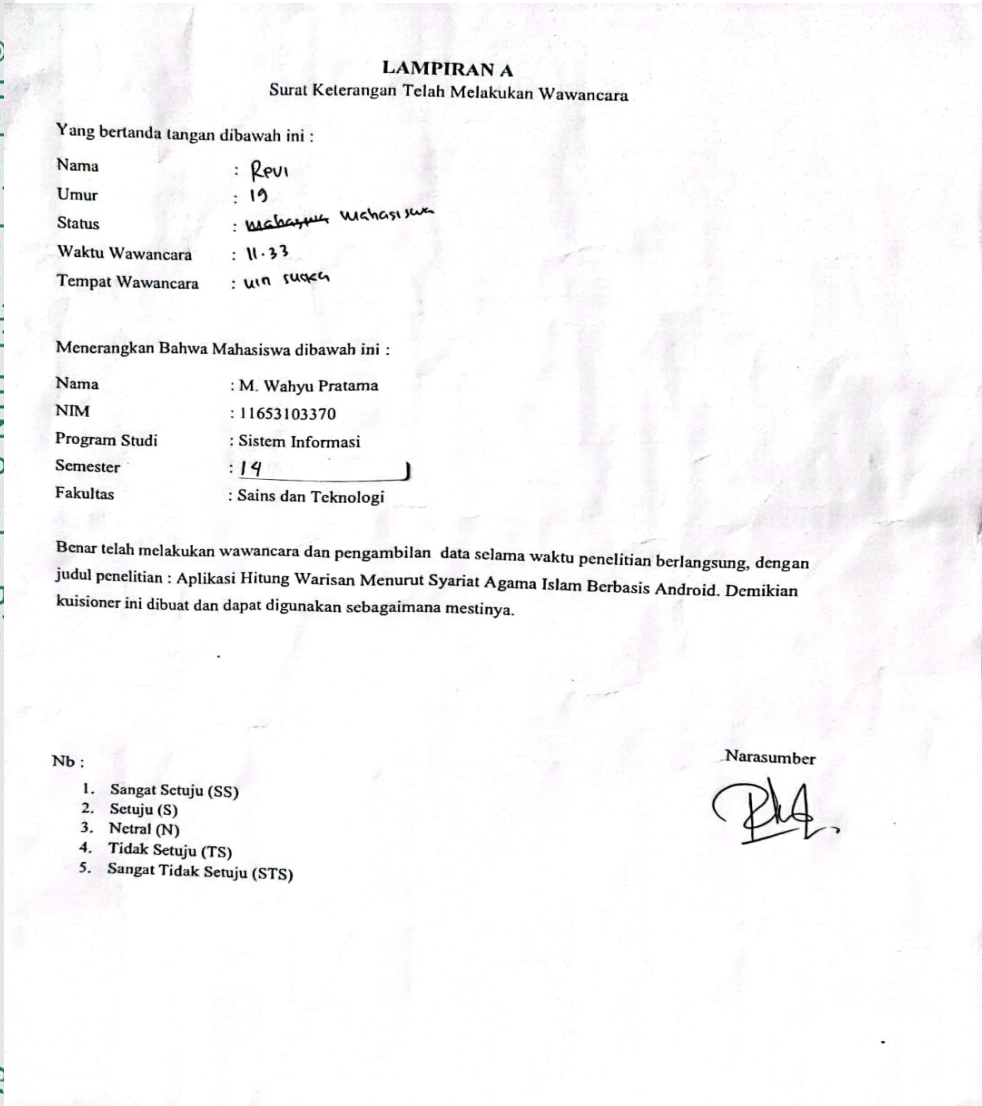 LAMPIRAN A
Surat Keterangan Telah Melakukan Wawancara
Yang bertanda tangan dibawah ini :
Nama : Revi
Umur : 19
Status : Mahasiswa
Waktu Wawancara : 11.33
Tempat Wawancara : uin suska
Menerangkan Bahwa Mahasiswa dibawah ini :
Nama : M. Wahyu Pratama
NIM : 11653103370
Program Studi : Sistem Informasi
Semester : 14
Fakultas : Sains dan Teknologi
Benar telah melakukan wawancara dan pengambilan data selama waktu penelitian berlangsung, dengan
judul penelitian : Aplikasi Hitung Warisan Menurut Syariat Agama Islam Berbasis Android. Demikian
kuisioner ini dibuat dan dapat digunakan sebagaimana mestinya.
Nb :
Narasumber
1. Sangat Setuju (SS)
2. Setuju (S)
3. Netral (N)
4. Tidak Setuju (TS)
5. Sangat Tidak Setuju (STS)